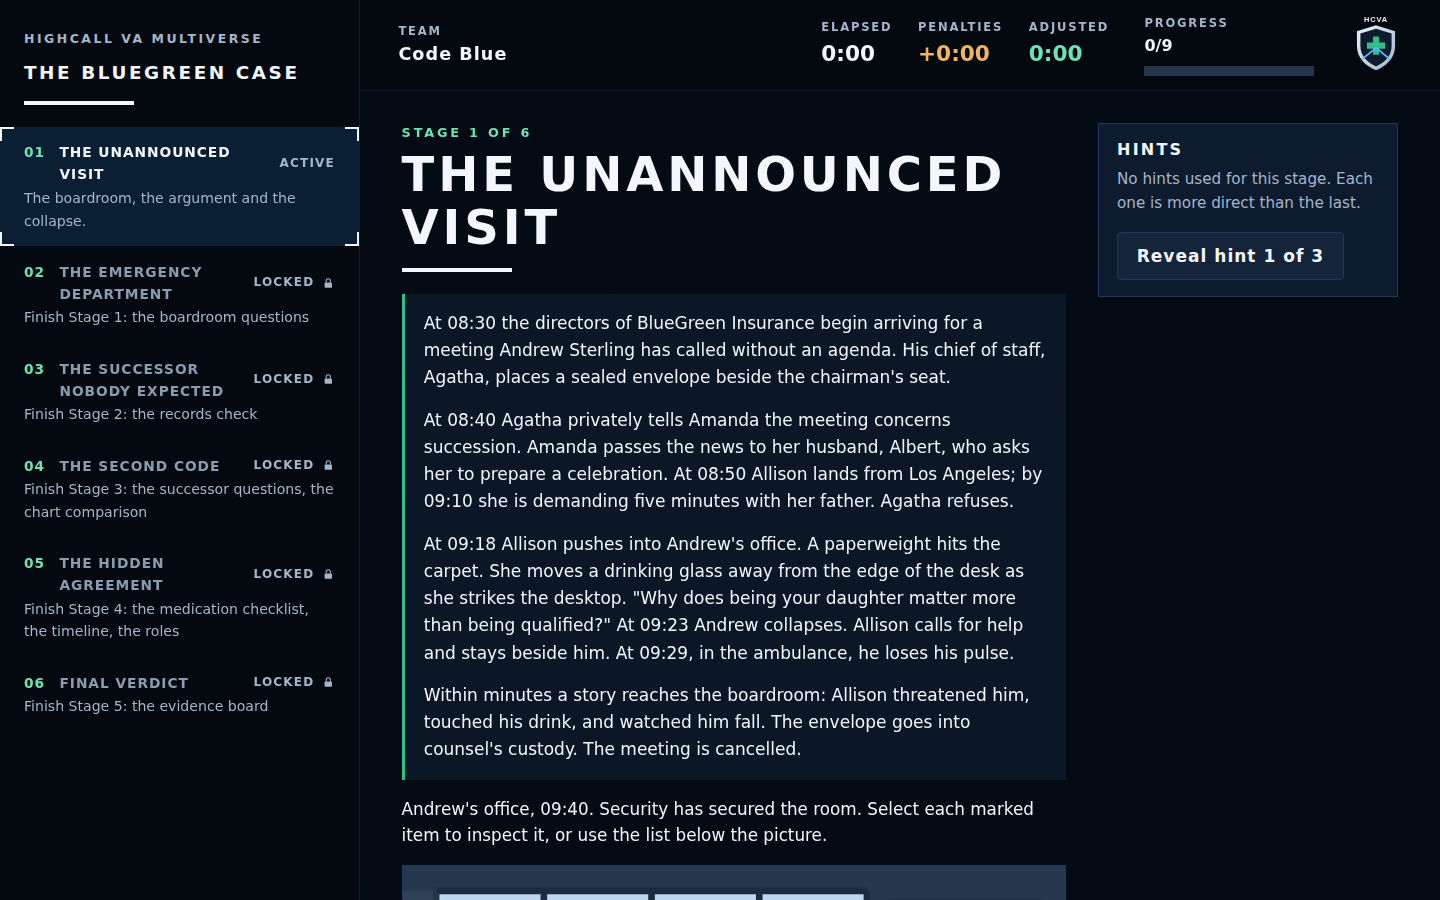 HIGHCALL VA MULTIVERSE
THE BLUEGREEN CASE
01 THE UNANNOUNCED
VISIT
ACTIVE
The boardroom, the argument and the
collapse.
02 THE EMERGENCY
DEPARTMENT
LOCKED
Finish Stage 1: the boardroom questions
03 THE SUCCESSOR
NOBODY EXPECTED
LOCKED
Finish Stage 2: the records check
04 THE SECOND CODE
LOCKED
Finish Stage 3: the successor questions, the
chart comparison
05 THE HIDDEN
AGREEMENT
LOCKED
Finish Stage 4: the medication checklist,
the timeline, the roles
06 FINAL VERDICT
LOCKED
Finish Stage 5: the evidence board
TEAM
Code Blue
ELAPSED
0:00
PENALTIES
+0:00
ADJUSTED
0:00
PROGRESS
0/9
HCVA
STAGE 1 OF 6
THE UNANNOUNCED
VISIT
At 08:30 the directors of BlueGreen Insurance begin arriving for a
meeting Andrew Sterling has called without an agenda. His chief of staff,
Agatha, places a sealed envelope beside the chairman's seat.
At 08:40 Agatha privately tells Amanda the meeting concerns
succession. Amanda passes the news to her husband, Albert, who asks
her to prepare a celebration. At 08:50 Allison lands from Los Angeles; by
09:10 she is demanding five minutes with her father. Agatha refuses.
At 09:18 Allison pushes into Andrew's office. A paperweight hits the
carpet. She moves a drinking glass away from the edge of the desk as
she strikes the desktop. "Why does being your daughter matter more
than being qualified?" At 09:23 Andrew collapses. Allison calls for help
and stays beside him. At 09:29, in the ambulance, he loses his pulse.
Within minutes a story reaches the boardroom: Allison threatened him,
touched his drink, and watched him fall. The envelope goes into
counsel's custody. The meeting is cancelled.
Andrew's office, 09:40. Security has secured the room. Select each marked
item to inspect it, or use the list below the picture.
HINTS
No hints used for this stage. Each
one is more direct than the last.
Reveal hint 1 of 3